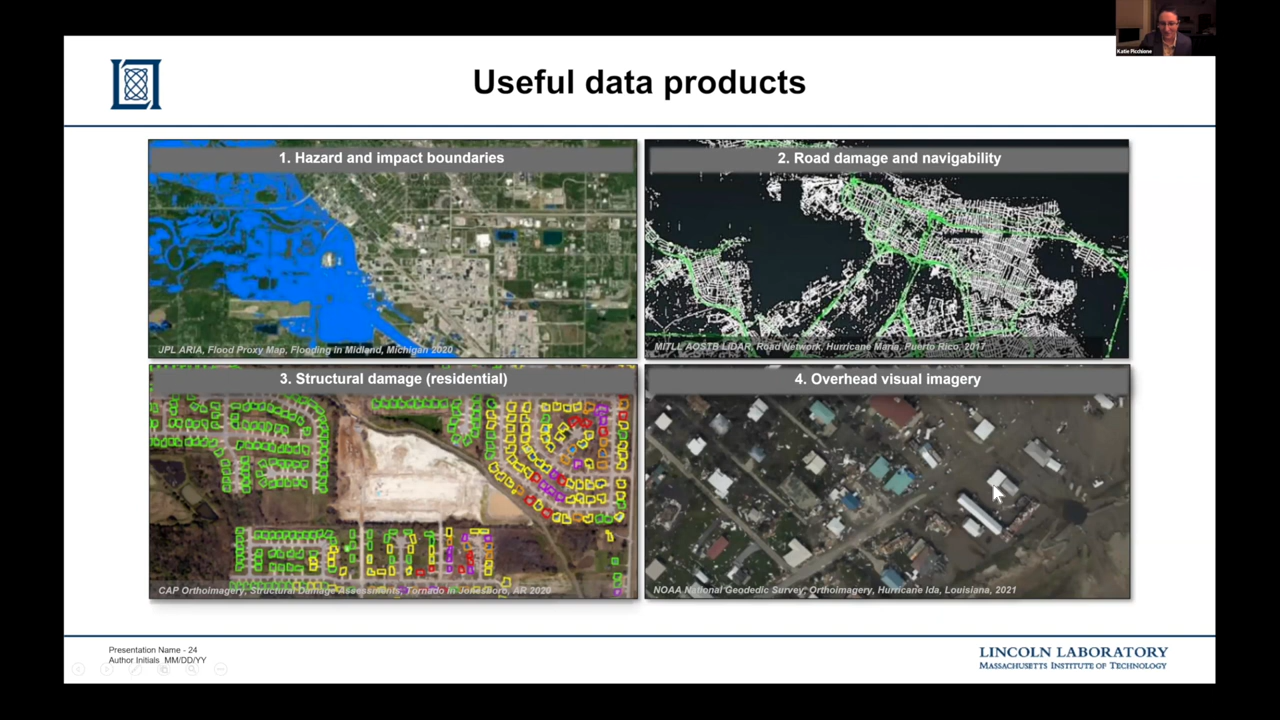 Katie Picchione
Useful data products
1. Hazard and impact boundaries
2. Road damage and navigability
JPL ARIA, Flood Proxy Map, Flooding in Midland, Michigan 2020
MITLL AOSTB LIDAR, Road Network, Hurricane Maria, Puerto Rico, 2017
3. Structural damage (residential)
4. Overhead visual imagery
CAP Orthoimagery, Structural Damage Assessments, Tornado in Jonesboro, AR 2020
NOAA National Geodedic Survey, Orthoimagery, Hurricane Ida, Louisiana, 2021
Presentation Name - 24
Author Initials MM/DD/YY
LINCOLN LABORATORY
MASSACHUSETTS INSTITUTE OF TECHNOLOGY